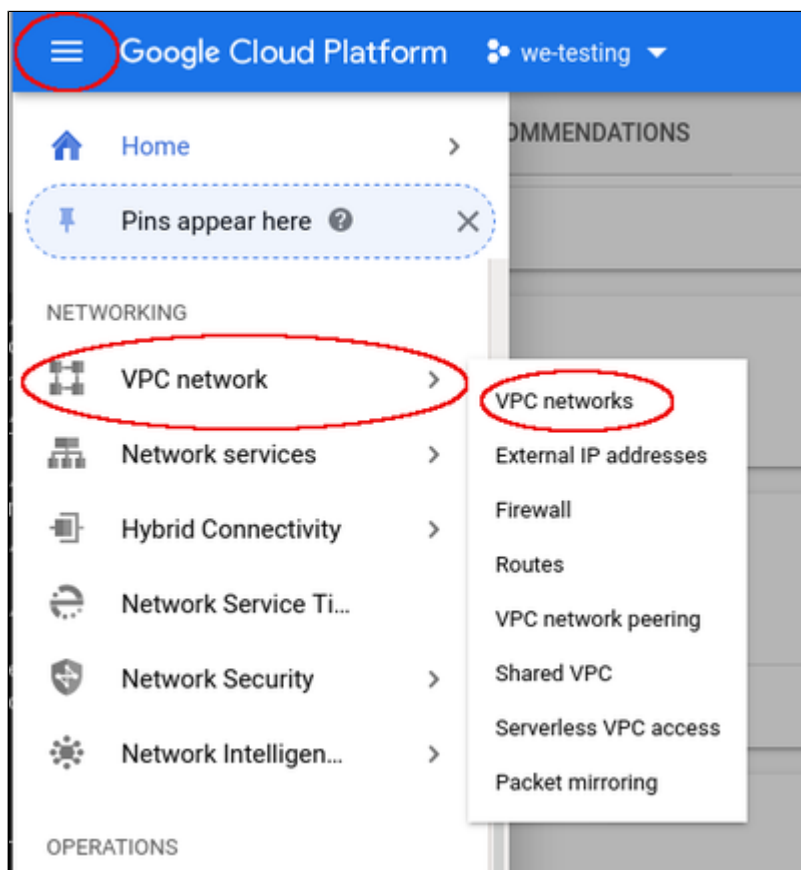 Google Cloud Platform we-testing
OMMENDATIONS
Home
Pins appear here
NETWORKING
VPC network
Network services
Hybrid Connectivity
Network Service Ti...
Network Security
Network Intelligen...
OPERATIONS
VPC networks
External IP addresses
Firewall
Routes
VPC network peering
Shared VPC
Serverless VPC access
Packet mirroring